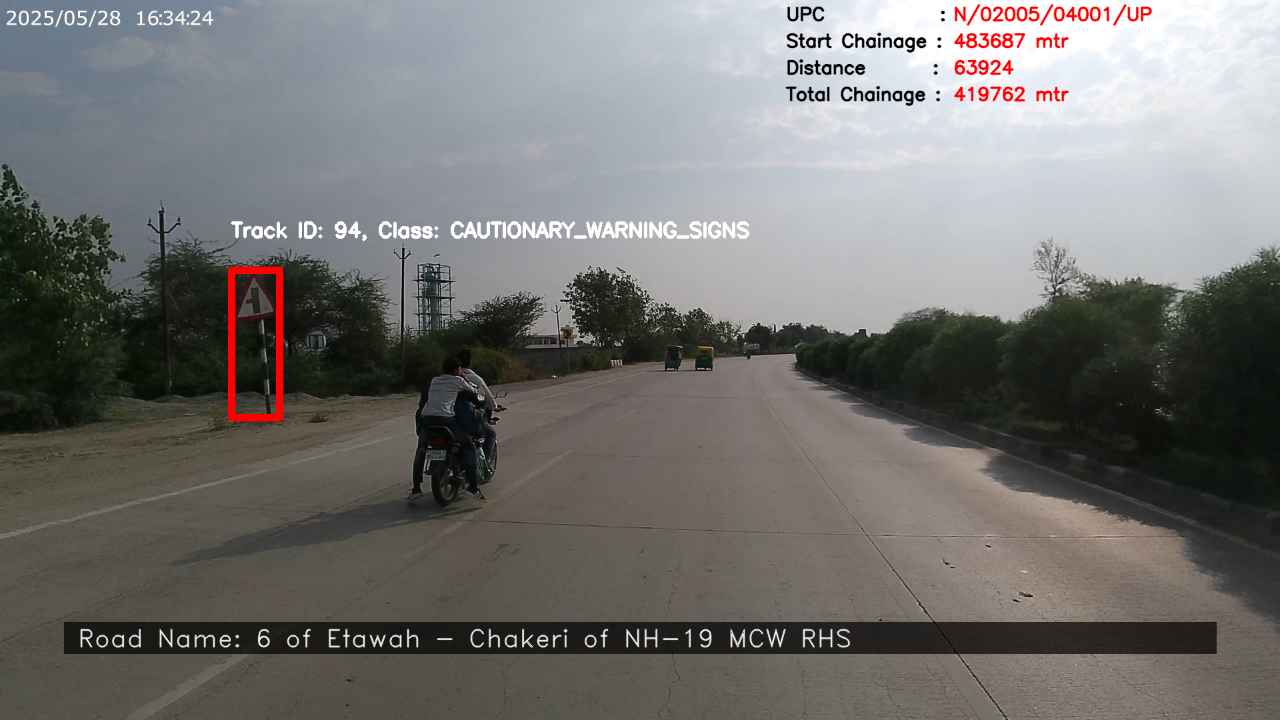 2025/05/28 16:34:24
UPC : N/02005/04001/UP
Start Chainage : 483687 mtr
Distance : 63924
Total Chainage : 419762 mtr
Track ID: 94, Class: CAUTIONARY_WARNING_SIGNS
Road Name: 6 of Etawah - Chakeri of NH-19 MCW RHS